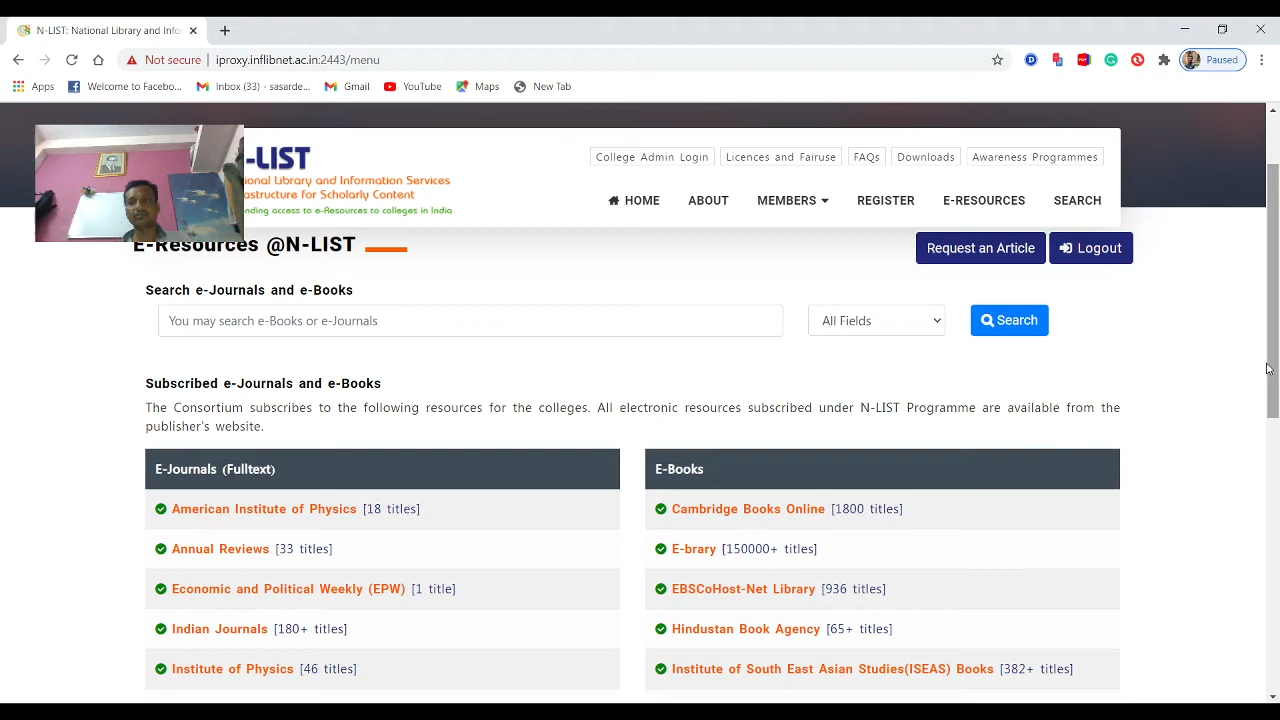 N-LIST: National Library and Info
Not secure
iproxy.inflibnet.ac.in:2443/menu
Paused
Apps
Welcome to Facebo...
Inbox (33) - sasarde...
Gmail
YouTube
Maps
New Tab
-LIST
ional Library and Information Services
astructure for Scholarly Content
nding access to e-Resources to colleges in India
College Admin Login
Licences and Fairuse
FAQs
Downloads
Awareness Programmes
HOME
ABOUT
MEMBERS
REGISTER
E-RESOURCES
SEARCH
E-Resources @N-LIST
Request an Article
Logout
Search e-Journals and e-Books
You may search e-Books or e-Journals
All Fields
Search
Subscribed e-Journals and e-Books
The Consortium subscribes to the following resources for the colleges. All electronic resources subscribed under N-LIST Programme are available from the
publisher's website.
E-Journals (Fulltext)
American Institute of Physics [18 titles]
Annual Reviews [33 titles]
Economic and Political Weekly (EPW) [1 title]
Indian Journals [180+ titles]
Institute of Physics [46 titles]
E-Books
Cambridge Books Online [1800 titles]
E-brary [150000+ titles]
EBSCoHost-Net Library [936 titles]
Hindustan Book Agency [65+ titles]
Institute of South East Asian Studies(ISEAS) Books [382+ titles]